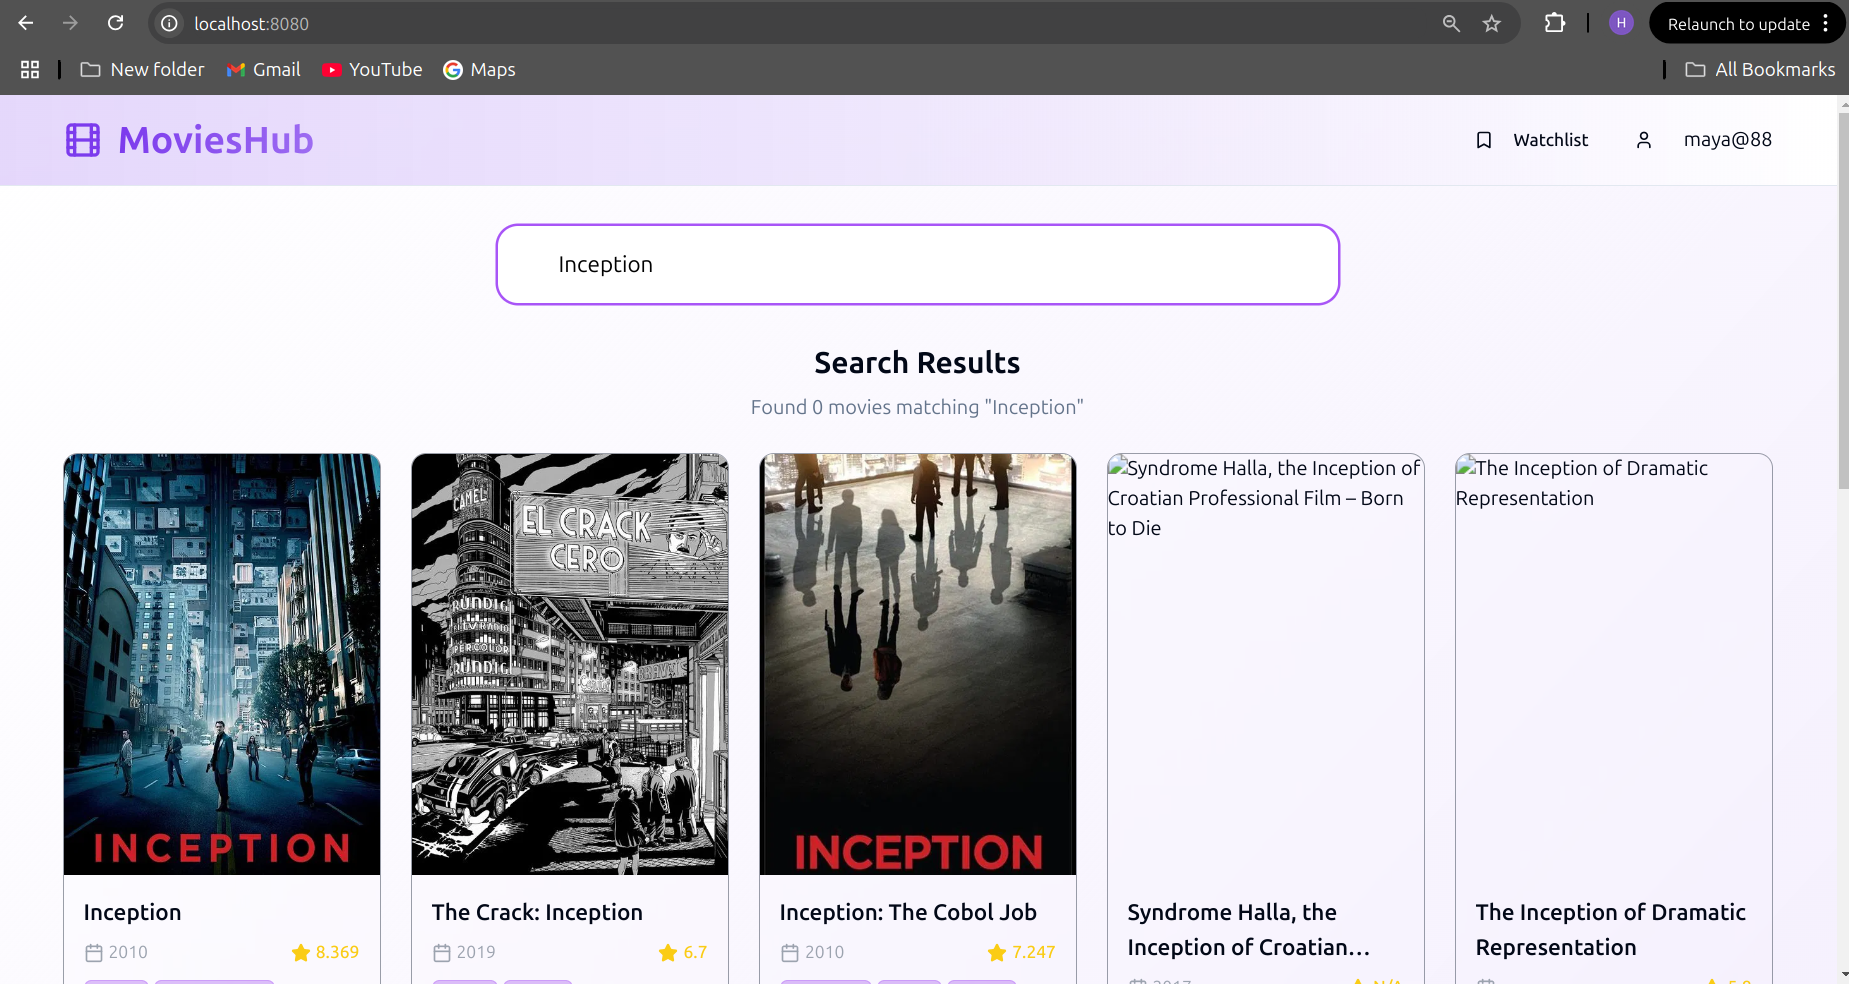 localhost:8080
H
Relaunch to update
New folder
Gmail
YouTube
Maps
All Bookmarks
MoviesHub
Watchlist
maya@88
Inception
Search Results
Found 0 movies matching "Inception"
INCEPTION
CAMEL
EL CRACK
CERO
INCEPTION
Syndrome Halla, the Inception of
Croatian Professional Film – Born
to Die
The Inception of Dramatic
Representation
Inception
2010
8.369
The Crack: Inception
2019
6.7
Inception: The Cobol Job
2010
7.247
Syndrome Halla, the
Inception of Croatian...
2017
N/A
The Inception of Dramatic
Representation